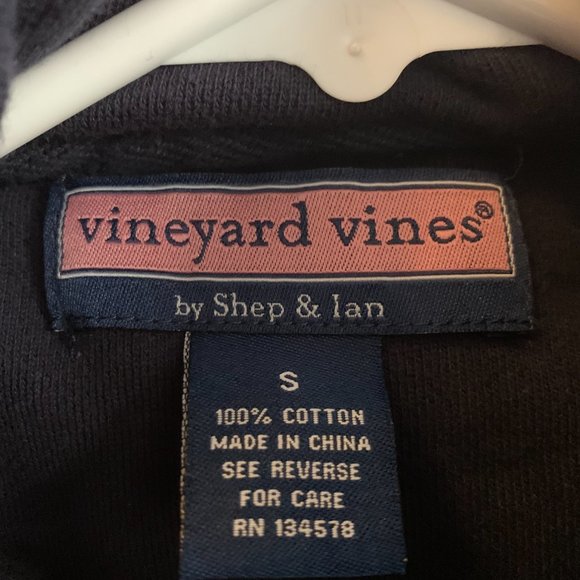 vineyard vines®
by Shep & Ian
S
100% COTTON
MADE IN CHINA
SEE REVERSE
FOR CARE
RN 134578